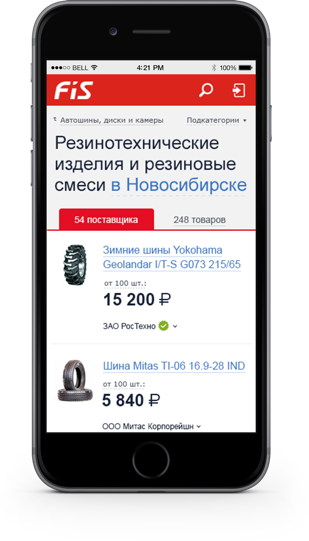 BELL 4:21 PM 100%
FiS
Автошины, диски и камеры Подкатегории
Резинотехнические
изделия и резиновые
смеси в Новосибирске
54 поставщика 248 товаров
Зимние шины Yokohama
Geolandar I/T-S G073 215/65
от 100 шт.:
15 200 ₽
ЗАО РосТехно
Шина Mitas TI-06 16.9-28 IND
от 100 шт.:
5 840 ₽
ООО Митас Корпорейшн